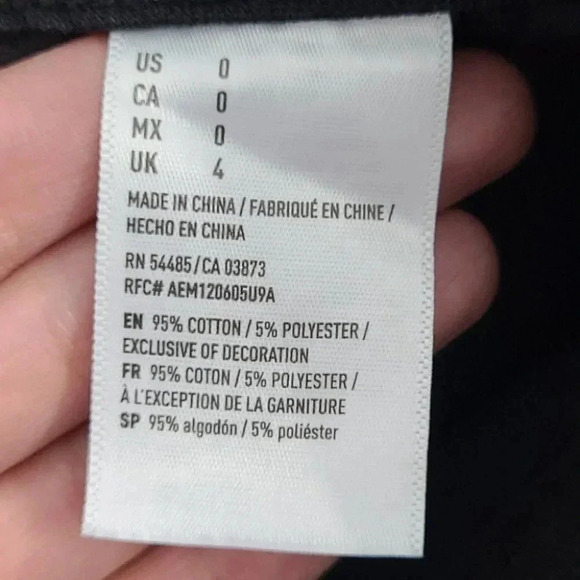 US 0
CA 0
MX 0
UK 4
MADE IN CHINA / FABRIQUÉ EN CHINE /
HECHO EN CHINA
RN 54485 / CA 03873
RFC# AEM120605U9A
EN 95% COTTON / 5% POLYESTER /
EXCLUSIVE OF DECORATION
FR 95% COTON / 5% POLYESTER /
À L'EXCEPTION DE LA GARNITURE
SP 95% algodón / 5% poliéster